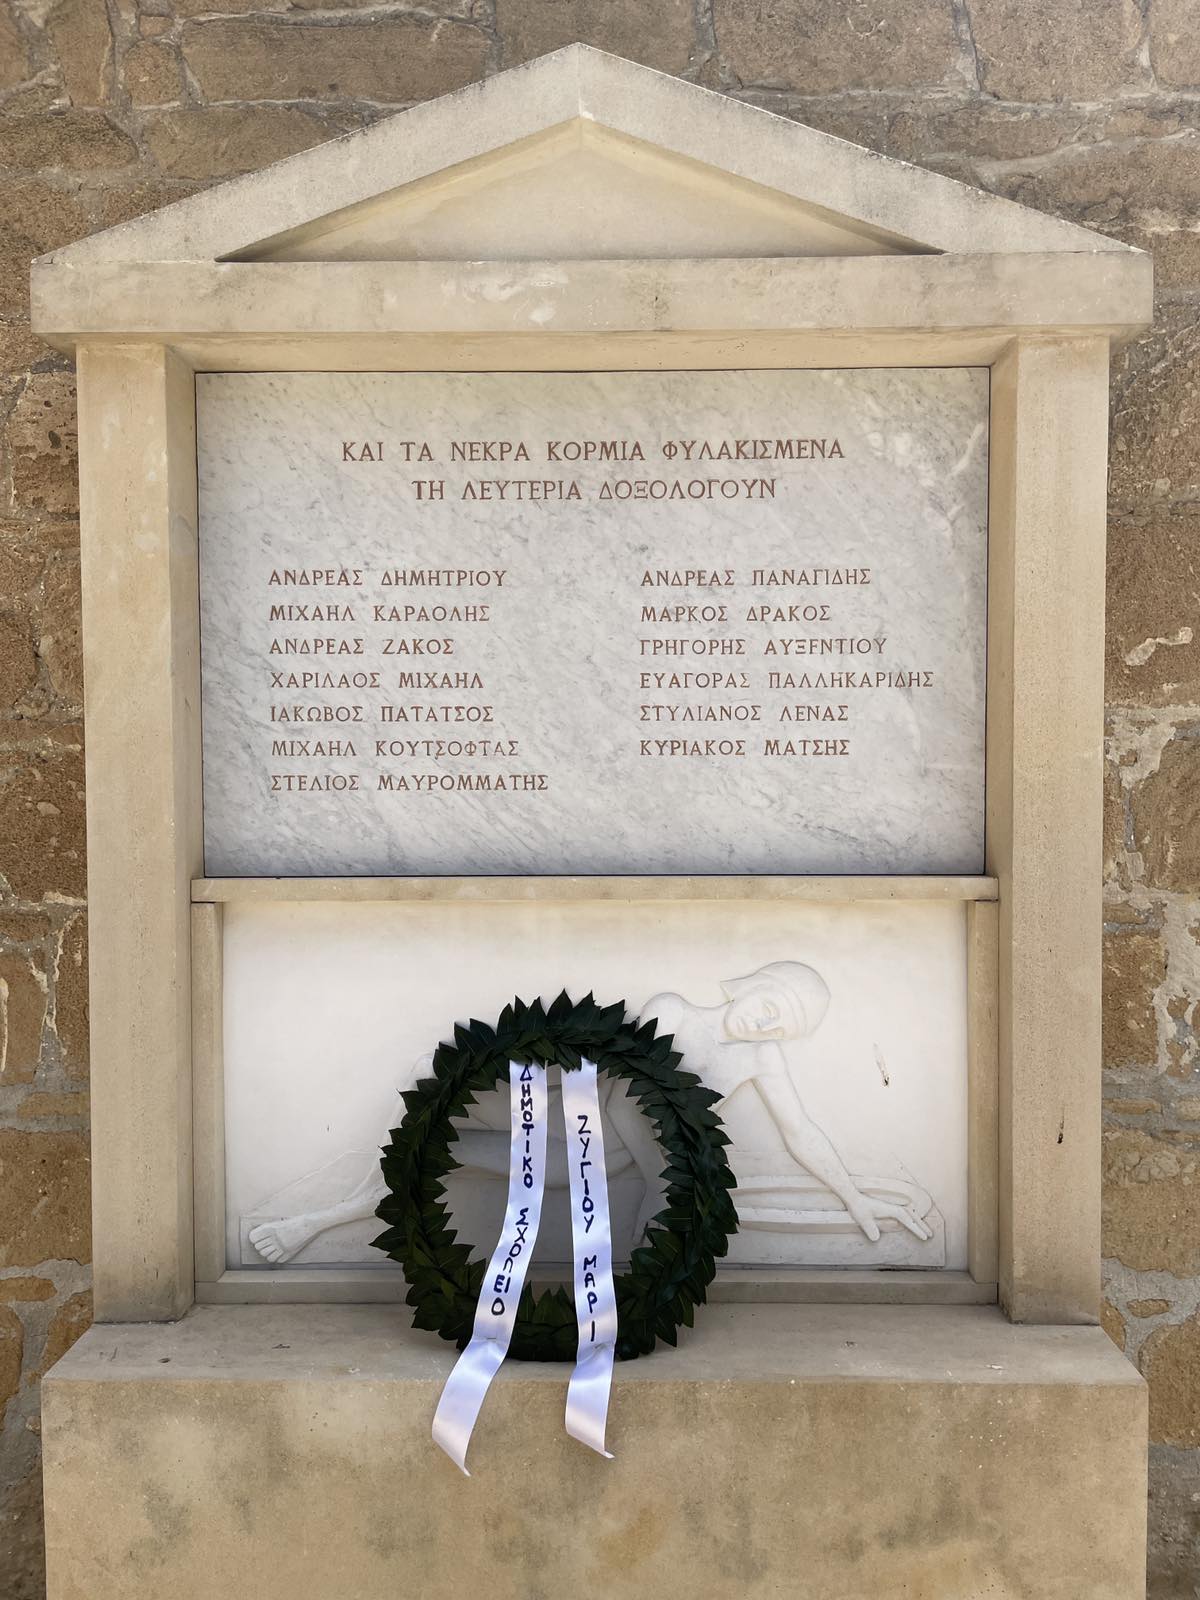 ΚΑΙ ΤΑ ΝΕΚΡΑ ΚΟΡΜΙΑ ΦΥΛΑΚΙΣΜΕΝΑ
ΤΗ ΛΕΥΤΕΡΙΑ ΔΟΞΟΛΟΓΟΥΝ
ΑΝΔΡΕΑΣ ΔΗΜΗΤΡΙΟΥ
ΜΙΧΑΗΛ ΚΑΡΑΟΛΗΣ
ΑΝΔΡΕΑΣ ΖΑΚΟΣ
ΧΑΡΙΛΑΟΣ ΜΙΧΑΗΛ
ΙΑΚΩΒΟΣ ΠΑΤΑΤΣΟΣ
ΜΙΧΑΗΛ ΚΟΥΤΣΟΦΤΑΣ
ΣΤΕΛΙΟΣ ΜΑΥΡΟΜΜΑΤΗΣ
ΑΝΔΡΕΑΣ ΠΑΝΑΓΙΔΗΣ
ΜΑΡΚΟΣ ΔΡΑΚΟΣ
ΓΡΗΓΟΡΗΣ ΑΥΞΕΝΤΙΟΥ
ΕΥΑΓΟΡΑΣ ΠΑΛΛΗΚΑΡΙΔΗΣ
ΣΤΥΛΙΑΝΟΣ ΛΕΝΑΣ
ΚΥΡΙΑΚΟΣ ΜΑΤΣΗΣ
ΔΗΜΟΤΙΚΟ ΣΧΟΛΕΙΟ
ΖΥΓΙΟΥ ΜΑΡΙ